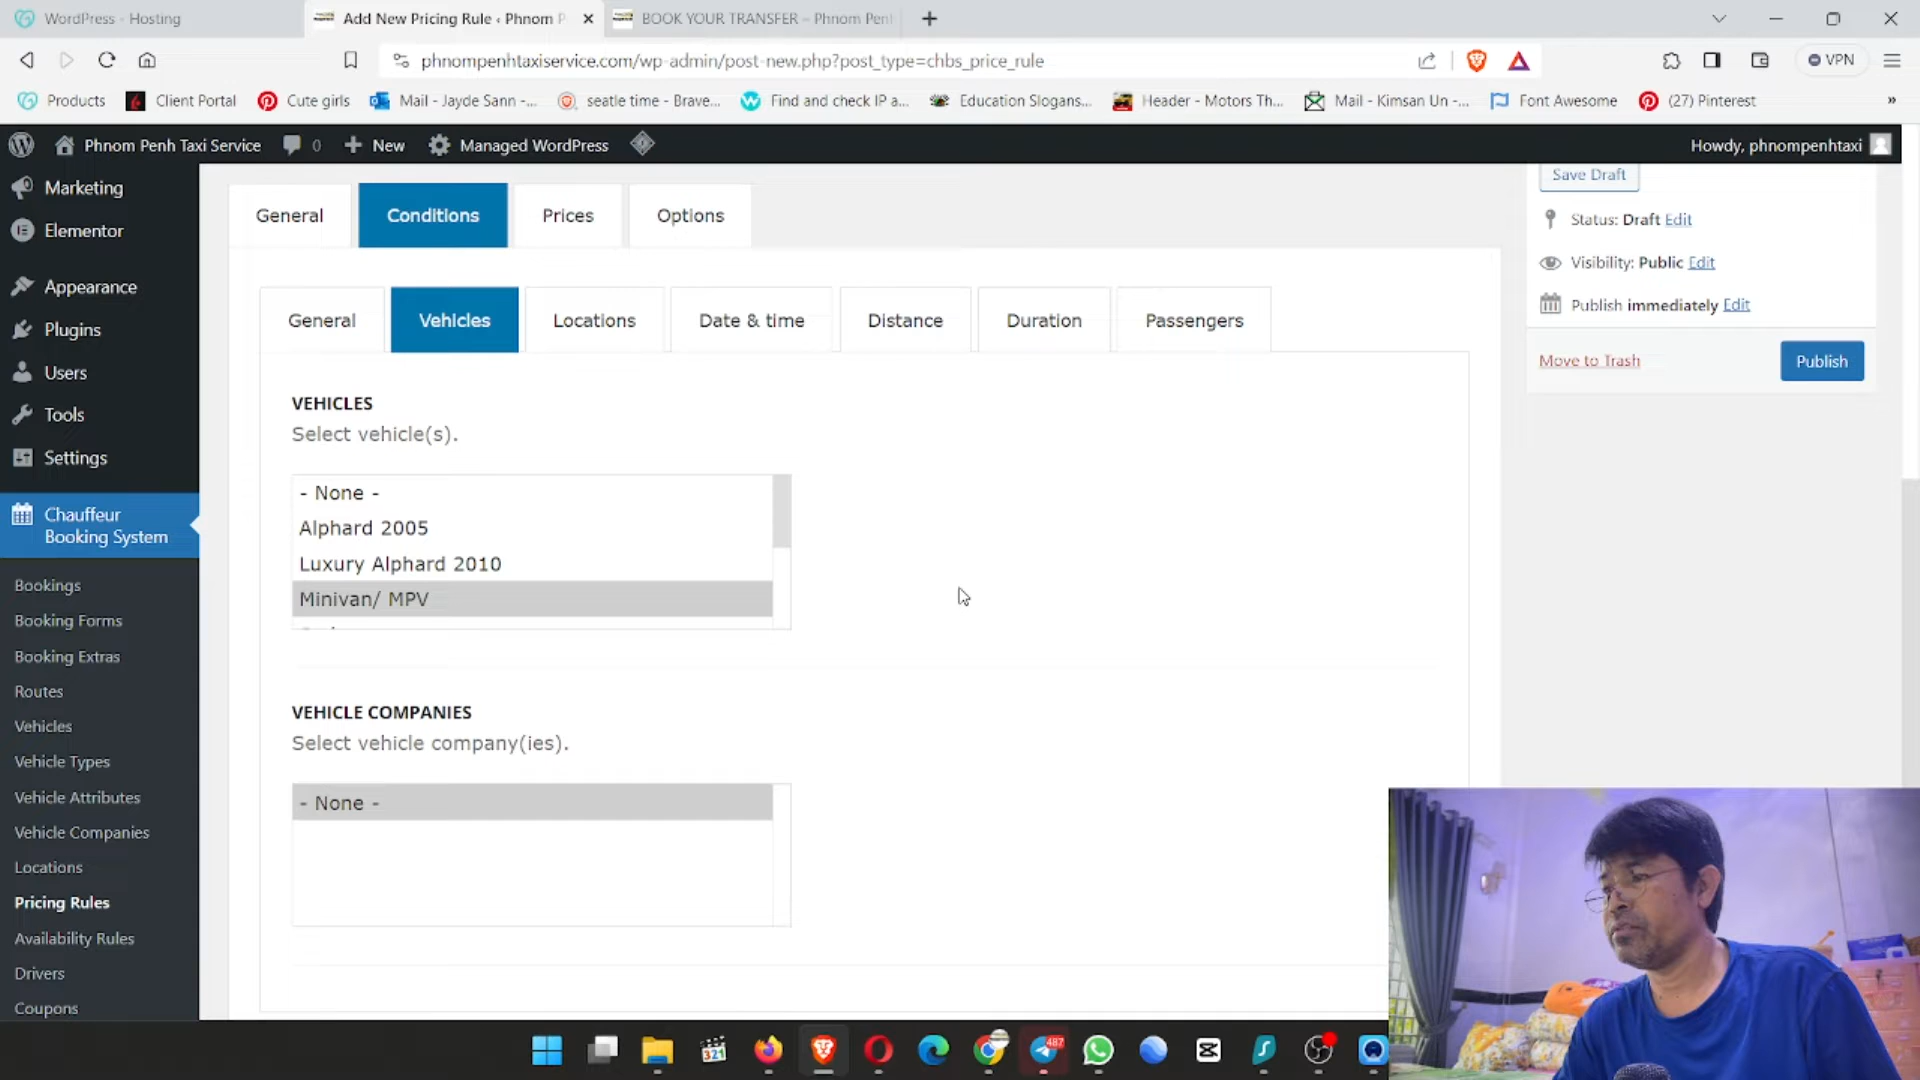 WordPress - Hosting
Add New Pricing Rule ‹ Phnom P
BOOK YOUR TRANSFER – Phnom Penh
phnompenhtaxiservice.com/wp-admin/post-new.php?post_type=chbs_price_rule
VPN
Products
Client Portal
Cute girls
Mail - Jayde Sann -...
seatle time - Brave...
Find and check IP a...
Education Slogans...
Header - Motors Th...
Mail - Kimsan Un -...
Font Awesome
(27) Pinterest
»
Phnom Penh Taxi Service
0
New
Managed WordPress
Howdy, phnompenhtaxi
Marketing
Elementor
Appearance
Plugins
Users
Tools
Settings
Chauffeur
Booking System
Bookings
Booking Forms
Booking Extras
Routes
Vehicles
Vehicle Types
Vehicle Attributes
Vehicle Companies
Locations
Pricing Rules
Availability Rules
Drivers
Coupons
General
Conditions
Prices
Options
General
Vehicles
Locations
Date & time
Distance
Duration
Passengers
VEHICLES
Select vehicle(s).
- None -
Alphard 2005
Luxury Alphard 2010
Minivan/ MPV
VEHICLE COMPANIES
Select vehicle company(ies).
- None -
Save Draft
Status: Draft Edit
Visibility: Public Edit
Publish immediately Edit
Move to Trash
Publish
321
487